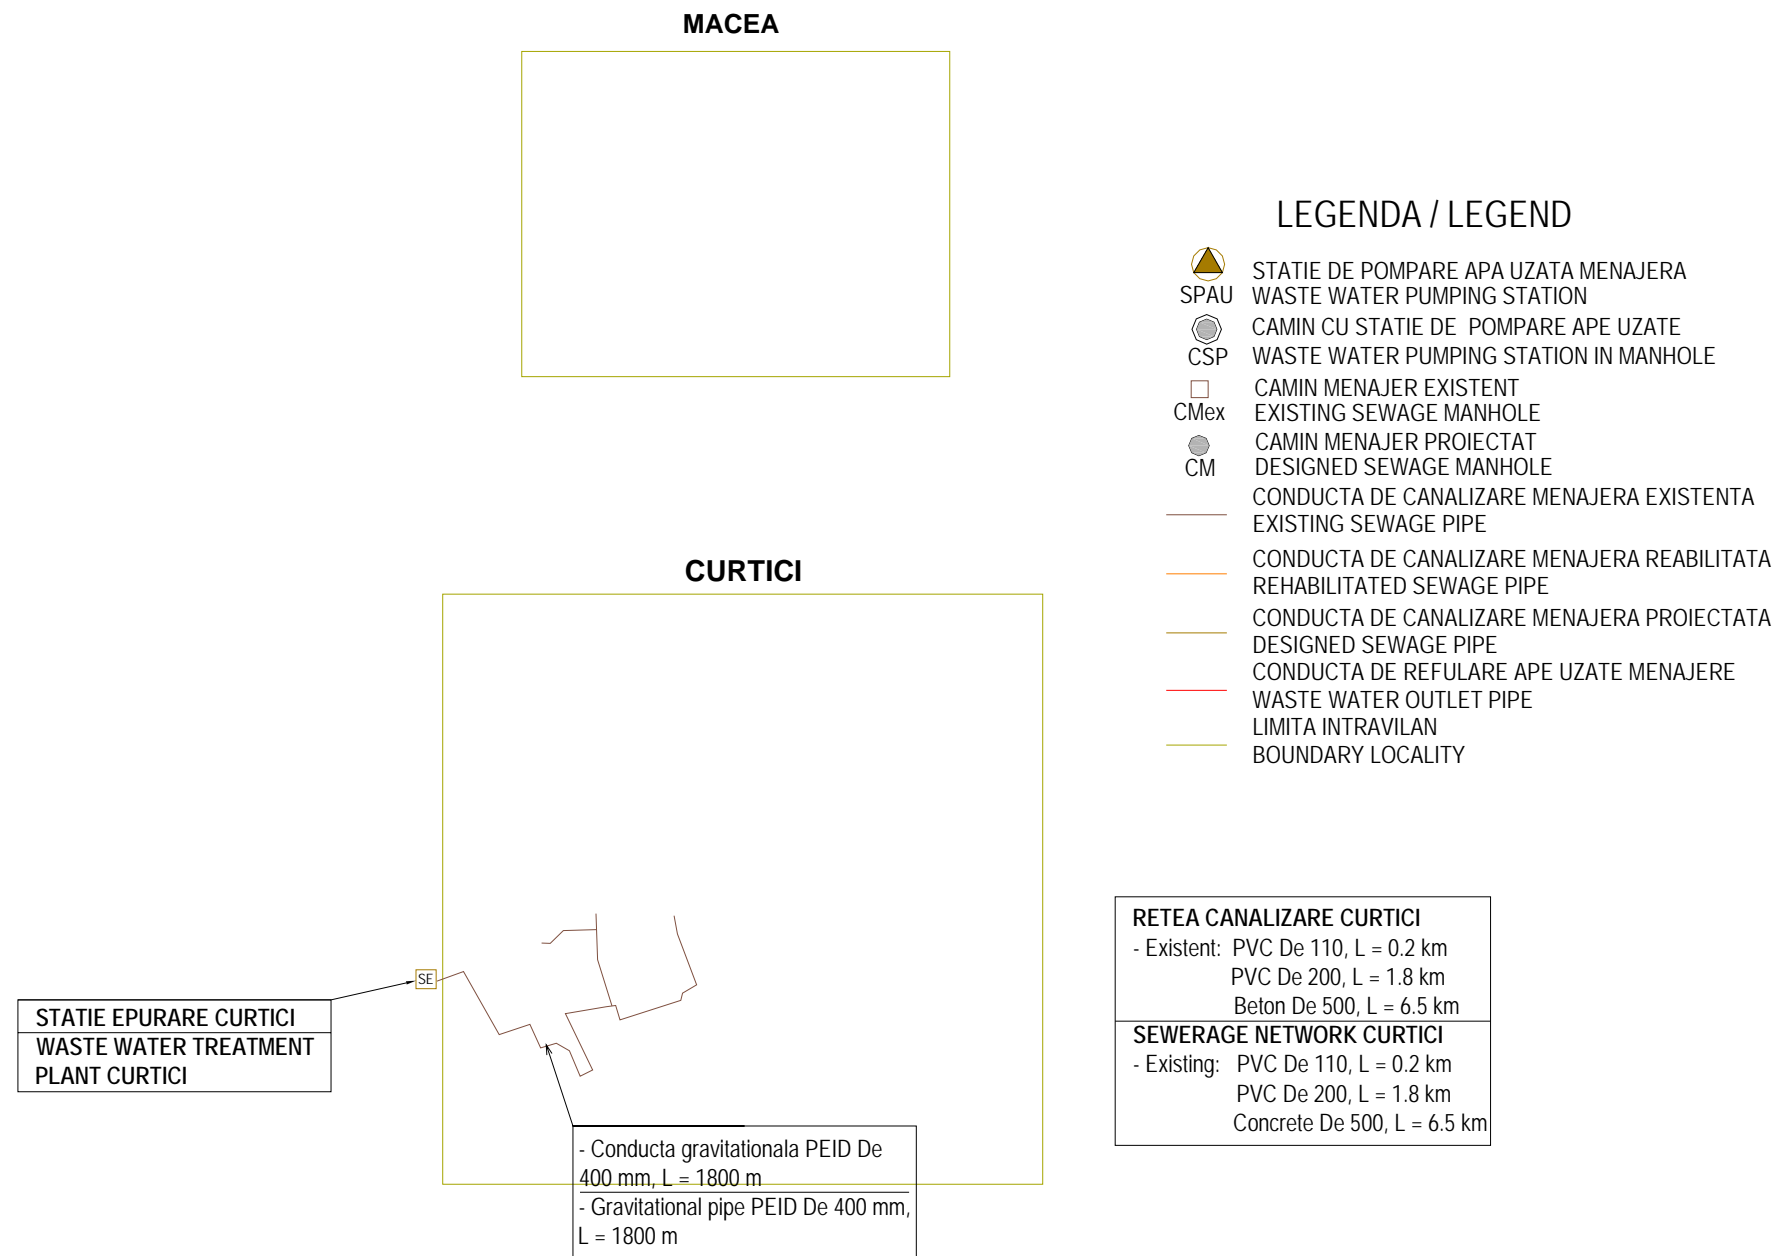 MACEA
LEGENDA / LEGEND
STATIE DE POMPARE APA UZATA MENAJERA
SPAU WASTE WATER PUMPING STATION
CAMIN CU STATIE DE POMPARE APE UZATE
CSP WASTE WATER PUMPING STATION IN MANHOLE
CAMIN MENAJER EXISTENT
CMex EXISTING SEWAGE MANHOLE
CAMIN MENAJER PROIECTAT
CM DESIGNED SEWAGE MANHOLE
CONDUCTA DE CANALIZARE MENAJERA EXISTENTA
EXISTING SEWAGE PIPE
CONDUCTA DE CANALIZARE MENAJERA REABILITATA
REHABILITATED SEWAGE PIPE
CONDUCTA DE CANALIZARE MENAJERA PROIECTATA
DESIGNED SEWAGE PIPE
CONDUCTA DE REFULARE APE UZATE MENAJERE
WASTE WATER OUTLET PIPE
LIMITA INTRAVILAN
BOUNDARY LOCALITY
CURTICI
SE
STATIE EPURARE CURTICI
WASTE WATER TREATMENT
PLANT CURTICI
- Conducta gravitationala PEID De
400 mm, L = 1800 m
- Gravitational pipe PEID De 400 mm,
L = 1800 m
RETEA CANALIZARE CURTICI
- Existent: PVC De 110, L = 0.2 km
PVC De 200, L = 1.8 km
Beton De 500, L = 6.5 km
SEWERAGE NETWORK CURTICI
- Existing: PVC De 110, L = 0.2 km
PVC De 200, L = 1.8 km
Concrete De 500, L = 6.5 km